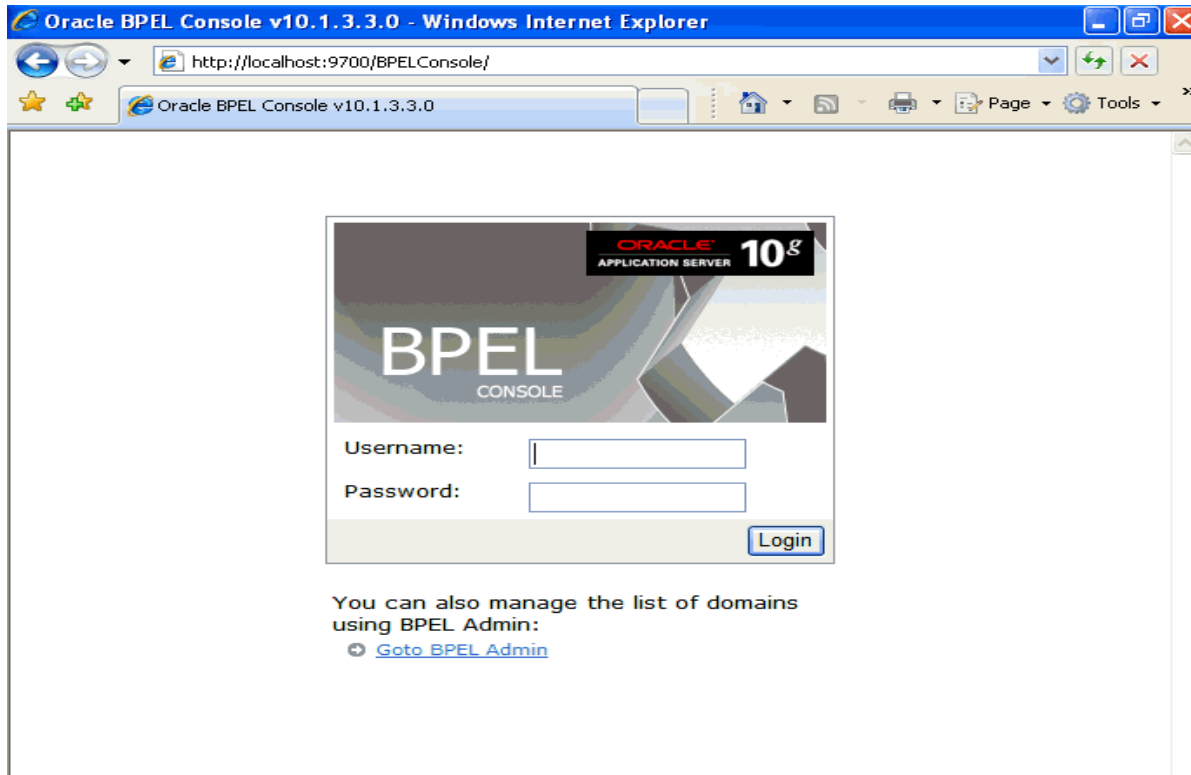 Oracle BPEL Console v10.1.3.3.0 - Windows Internet Explorer
http://localhost:9700/BPELConsole/
Oracle BPEL Console v10.1.3.3.0
Page
Tools
»
ORACLE
APPLICATION SERVER
10g
BPEL
CONSOLE
Username:
Password:
Login
You can also manage the list of domains
using BPEL Admin:
Goto BPEL Admin